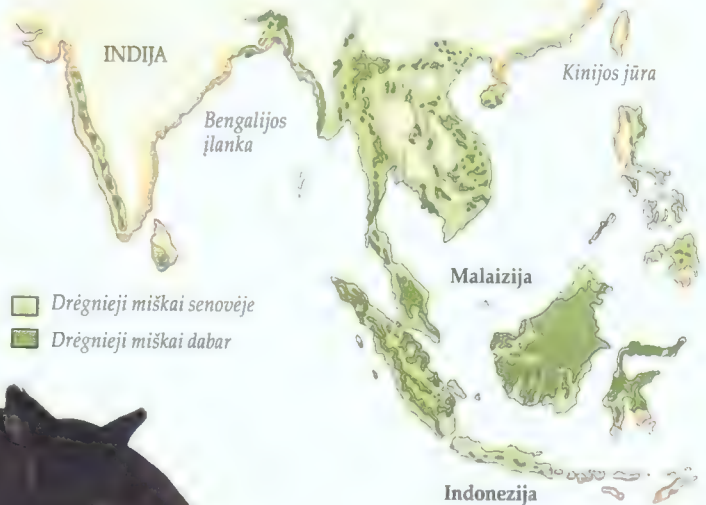 INDIJA
Kinijos jūra
Bengalijos
įlanka
Malaizija
Drėgnieji miškai senovėje
Drėgnieji miškai dabar
Indonezija